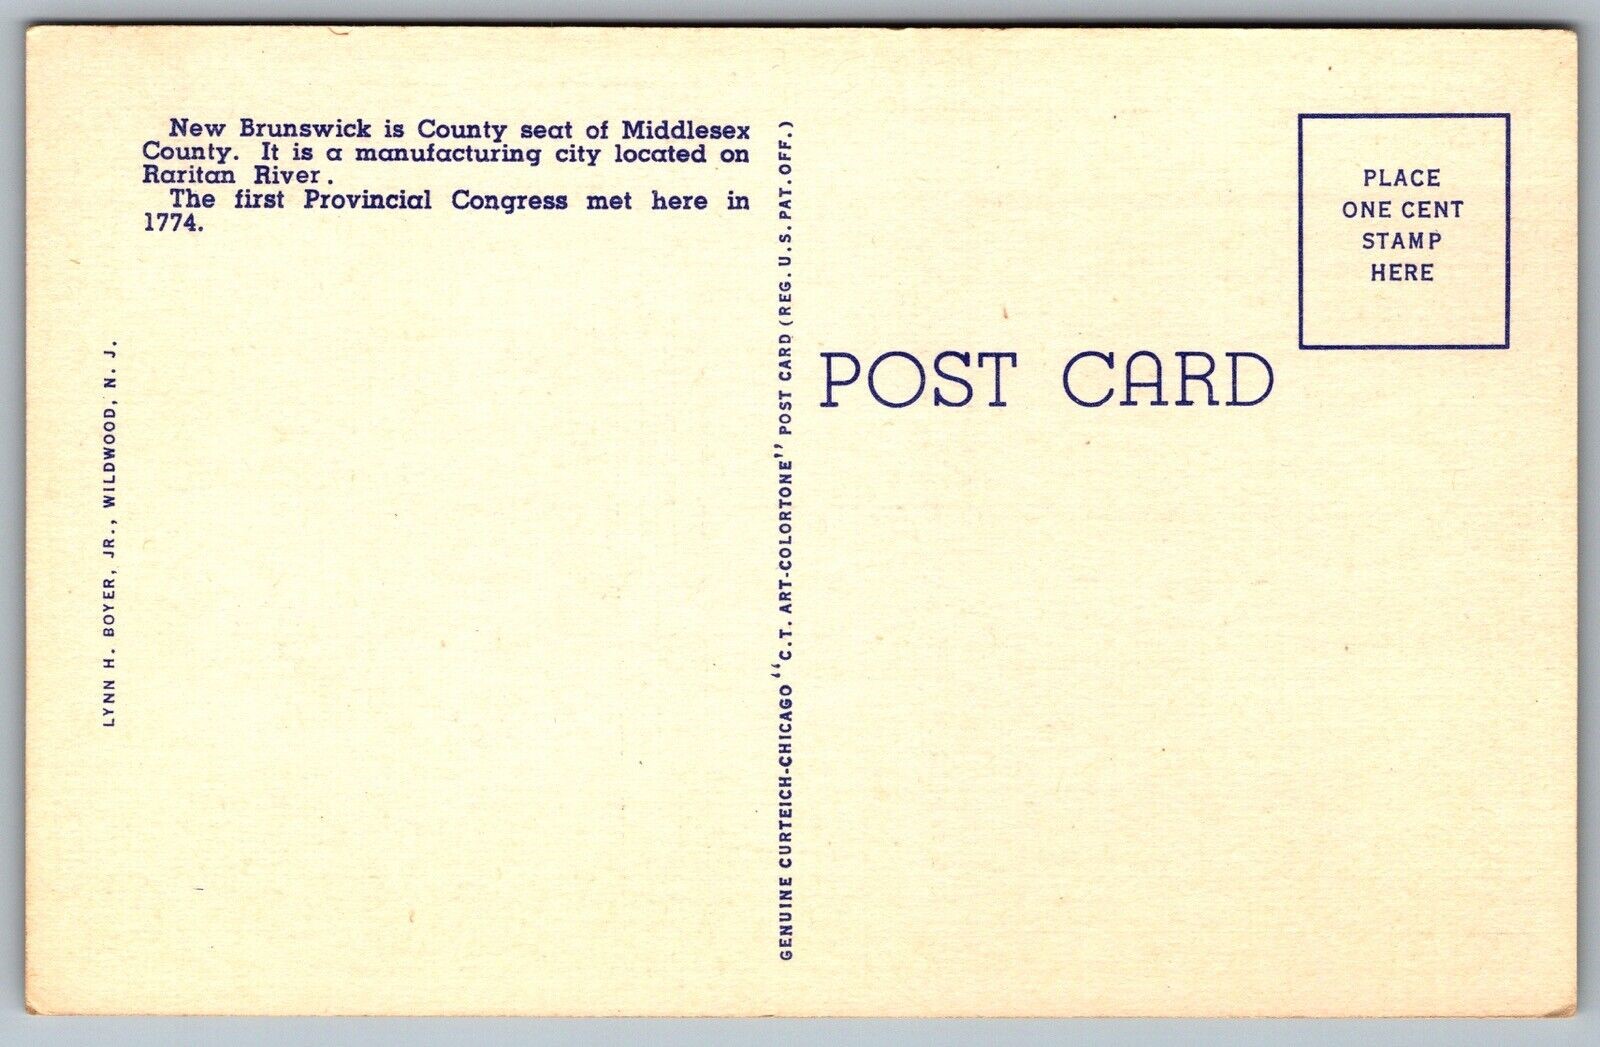 New Brunswick is County seat of Middlesex
County. It is a manufacturing city located on
Raritan River.
The first Provincial Congress met here in
1774.
LYNN H. BOYER, JR., WILDWOOD, N. J.
GENUINE CURTEICH-CHICAGO "C.T. ART-COLORTONE" POST CARD (REG. U.S. PAT. OFF.)
POST CARD
PLACE
ONE CENT
STAMP
HERE